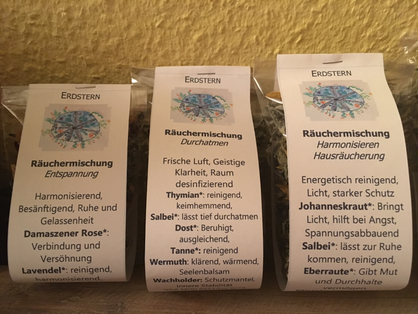 ERDSTERN
Räuchermischung
Entspannung
Harmonisierend,
Besänftigend, Ruhe und
Gelassenheit
Damaszener Rose*:
Verbindung und
Versöhnung
Lavendel*: reinigend,
ERDSTERN
Räuchermischung
Durchatmen
Frische Luft, Geistige
Klarheit, Raum
desinfizierend
Thymian*: reinigend,
keimhemmend,
Salbei*: lässt tief durchatmen
Dost*: Beruhigt,
ausgleichend,
Tanne*: reinigend
Wermuth: klärend, wärmend,
Seelenbalsam
Wachholder: Schutzmantel,
ERDSTERN
Räuchermischung
Harmonisieren
Hausräucherung
Energetisch reinigend,
Licht, starker Schutz
Johanneskraut*: Bringt
Licht, hilft bei Angst,
Spannungsabbauend
Salbei*: lässt zur Ruhe
kommen, reinigend,
Eberraute*: Gibt Mut
und Durchhalte